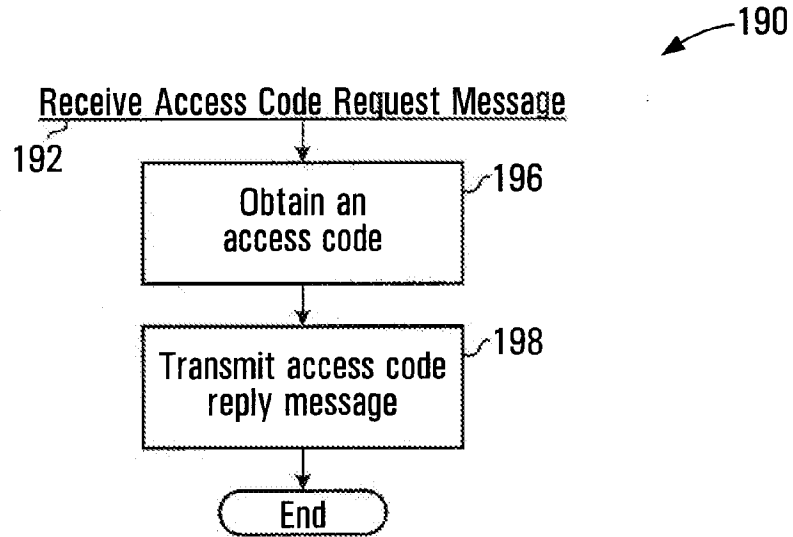 190
Receive Access Code Request Message
192
196
Obtain an
access code
198
Transmit access code
reply message
End